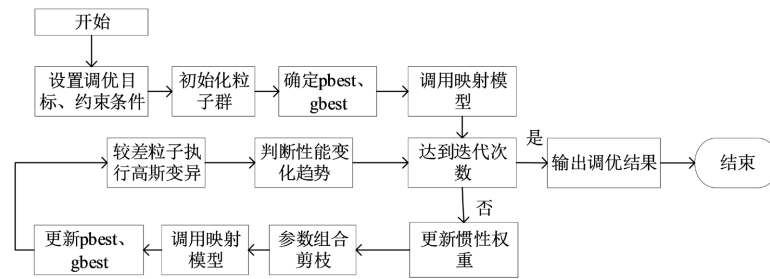 开始
设置调优目
标、约束条件
初始化粒
子群
确定pbest、
gbest
调用映射模
型
较差粒子执
行高斯变异
判断性能变
化趋势
达到迭代次
数
是
输出调优结果
结束
否
更新pbest、
gbest
调用映射
模型
参数组合
剪枝
更新惯性权
重